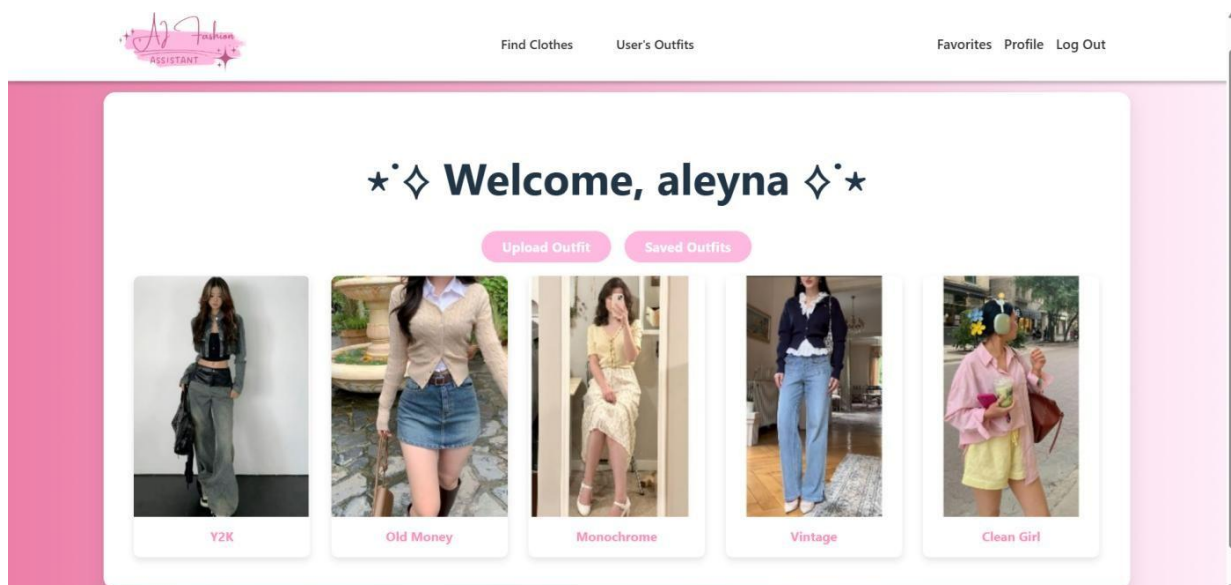 AI Fashion
ASSISTANT
Find Clothes
User's Outfits
Favorites
Profile
Log Out
⋆˙✧ Welcome, aleyna ✧˙⋆
Upload Outfit
Saved Outfits
Y2K
Old Money
Monochrome
Vintage
Clean Girl